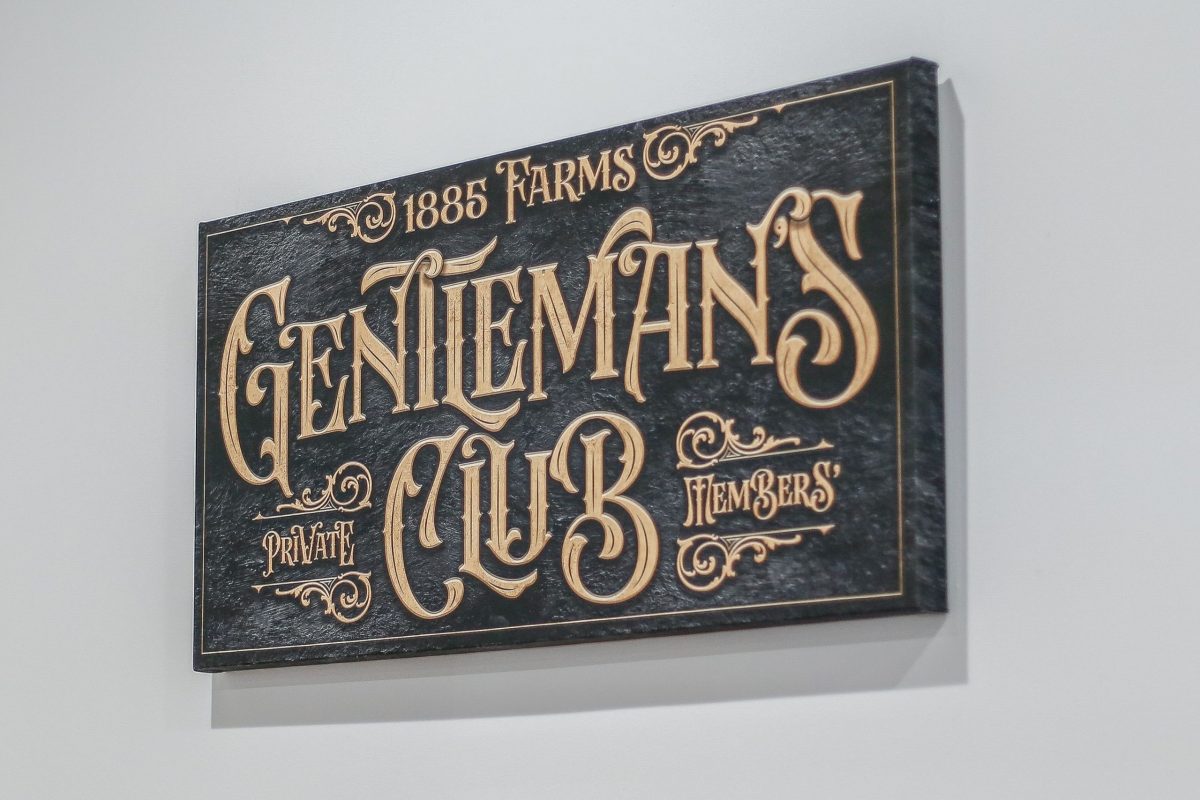 1885 FARMS
GENTLEMAN'S
PRIVATE CLUB MEMBERS'